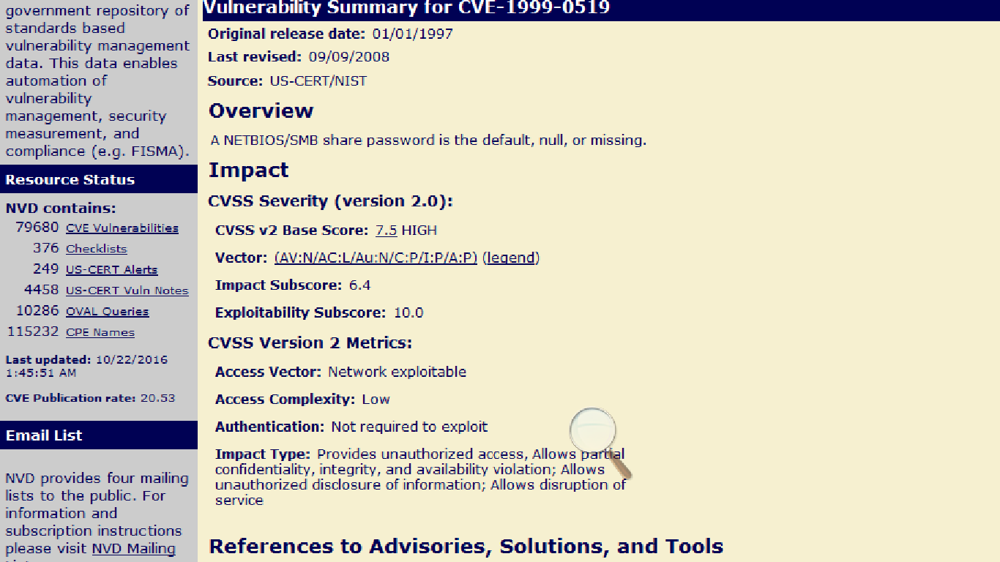 government repository of
standards based
vulnerability management
data. This data enables
automation of
vulnerability
management, security
measurement, and
compliance (e.g. FISMA).
Resource Status
NVD contains:
79680 CVE Vulnerabilities
376 Checklists
249 US-CERT Alerts
4458 US-CERT Vuln Notes
10286 OVAL Queries
115232 CPE Names
Last updated: 10/22/2016
1:45:51 AM
CVE Publication rate: 20.53
Email List
NVD provides four mailing
lists to the public. For
information and
subscription instructions
please visit NVD Mailing
Vulnerability Summary for CVE-1999-0519
Original release date: 01/01/1997
Last revised: 09/09/2008
Source: US-CERT/NIST
Overview
A NETBIOS/SMB share password is the default, null, or missing.
Impact
CVSS Severity (version 2.0):
CVSS v2 Base Score: 7.5 HIGH
Vector: (AV:N/AC:L/Au:N/C:P/I:P/A:P) (legend)
Impact Subscore: 6.4
Exploitability Subscore: 10.0
CVSS Version 2 Metrics:
Access Vector: Network exploitable
Access Complexity: Low
Authentication: Not required to exploit
Impact Type: Provides unauthorized access, Allows partial
confidentiality, integrity, and availability violation; Allows
unauthorized disclosure of information; Allows disruption of
service
References to Advisories, Solutions, and Tools